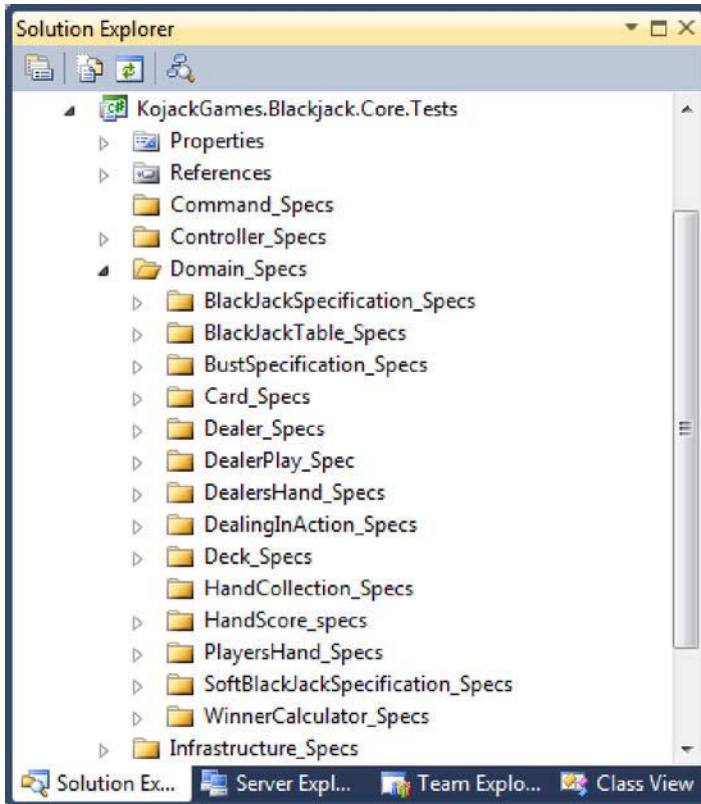 Solution Explorer
C#
KojackGames.Blackjack.Core.Tests
Properties
References
Command_Specs
Controller_Specs
Domain_Specs
BlackJackSpecification_Specs
BlackJackTable_Specs
BustSpecification_Specs
Card_Specs
Dealer_Specs
DealerPlay_Spec
DealersHand_Specs
DealingInAction_Specs
Deck_Specs
HandCollection_Specs
HandScore_specs
PlayersHand_Specs
SoftBlackJackSpecification_Specs
WinnerCalculator_Specs
Infrastructure_Specs
Solution Ex... Server Expl... Team Explo... Class View